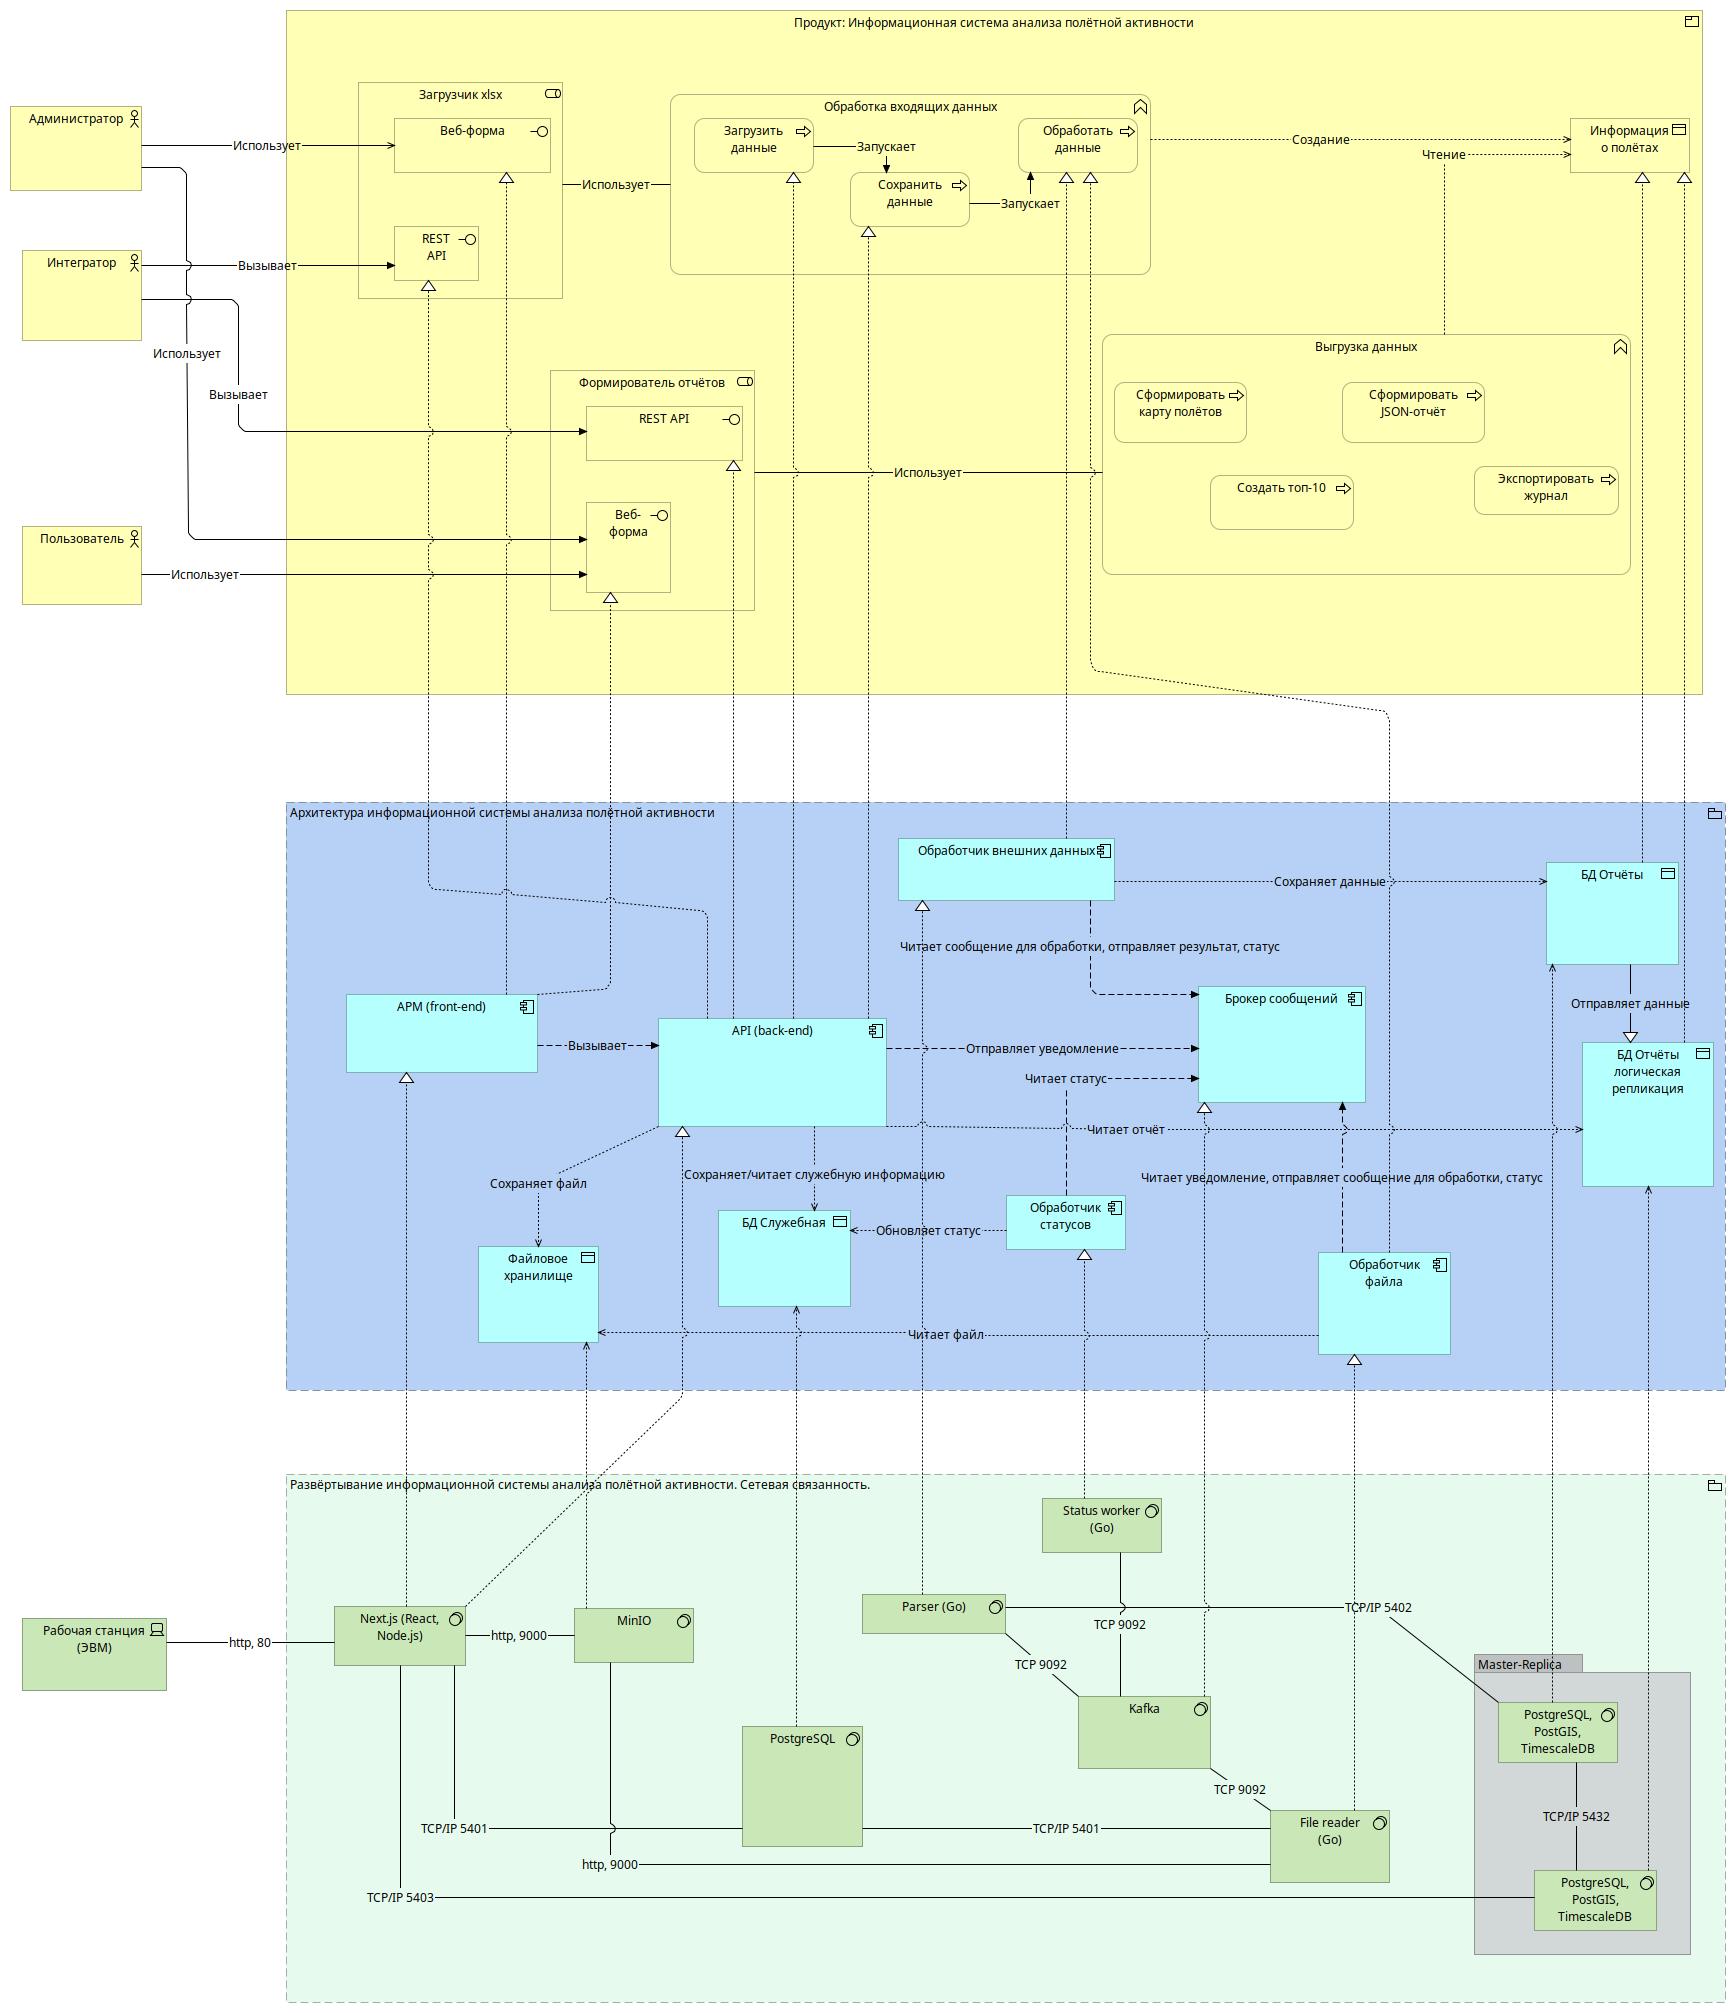 Продукт: Информационная система анализа полётной активности
Загрузчик xlsx
Обработка входящих данных
Администратор
Веб-форма
Загрузить
данные
Обработать
данные
Информация
о полётах
Использует
Запускает
Создание
Чтение
Использует
Сохранить
данные
Запускает
REST
API
Интегратор
Вызывает
Использует
Вызывает
Выгрузка данных
Формирователь отчётов
Сформировать
карту полётов
Сформировать
JSON-отчёт
REST API
Использует
Создать топ-10
Экспортировать
журнал
Веб-
форма
Пользователь
Использует
Архитектура информационной системы анализа полётной активности
Обработчик внешних данных
Сохраняет данные
БД Отчёты
Читает сообщение для обработки, отправляет результат, статус
АРМ (front-end)
Брокер сообщений
Отправляет данные
API (back-end)
Вызывает
Отправляет уведомление
БД Отчёты
логическая
репликация
Читает статус
Читает отчёт
Сохраняет файл
Сохраняет/читает служебную информацию
Читает уведомление, отправляет сообщение для обработки, статус
Обработчик
статусов
БД Служебная
Обновляет статус
Файловое
хранилище
Обработчик
файла
Читает файл
Развёртывание информационной системы анализа полётной активности. Сетевая связанность.
Status worker
(Go)
Parser (Go)
TCP/IP 5402
Рабочая станция
(ЭВМ)
http, 80
Next.js (React,
Node.js)
http, 9000
MinIO
TCP 9092
TCP 9092
Master-Replica
Kafka
PostgreSQL,
PostGIS,
TimescaleDB
PostgreSQL
TCP 9092
TCP/IP 5432
TCP/IP 5401
TCP/IP 5401
File reader
(Go)
http, 9000
TCP/IP 5403
PostgreSQL,
PostGIS,
TimescaleDB